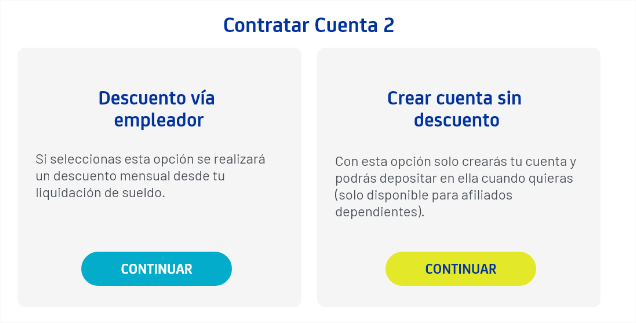 Contratar Cuenta 2
Descuento vía
empleador
Si seleccionas esta opción se realizará
un descuento mensual desde tu
liquidación de sueldo.
CONTINUAR
Crear cuenta sin
descuento
Con esta opción solo crearás tu cuenta y
podrás depositar en ella cuando quieras
(solo disponible para afiliados
dependientes).
CONTINUAR